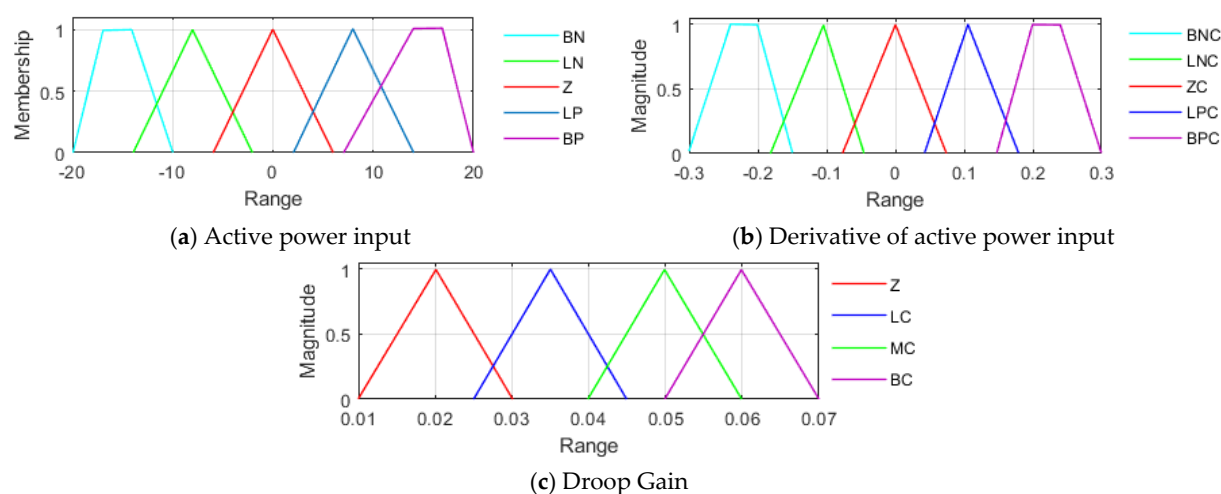 Membership
1
0.5
0
-20
-10
0
10
20
Range
BN
LN
Z
LP
BP
(a) Active power input
Magnitude
1
0.5
0
-0.3
-0.2
-0.1
0
0.1
0.2
0.3
Range
BNC
LNC
ZC
LPC
BPC
(b) Derivative of active power input
Magnitude
1
0.5
0
0.01
0.02
0.03
0.04
0.05
0.06
0.07
Range
Z
LC
MC
BC
(c) Droop Gain